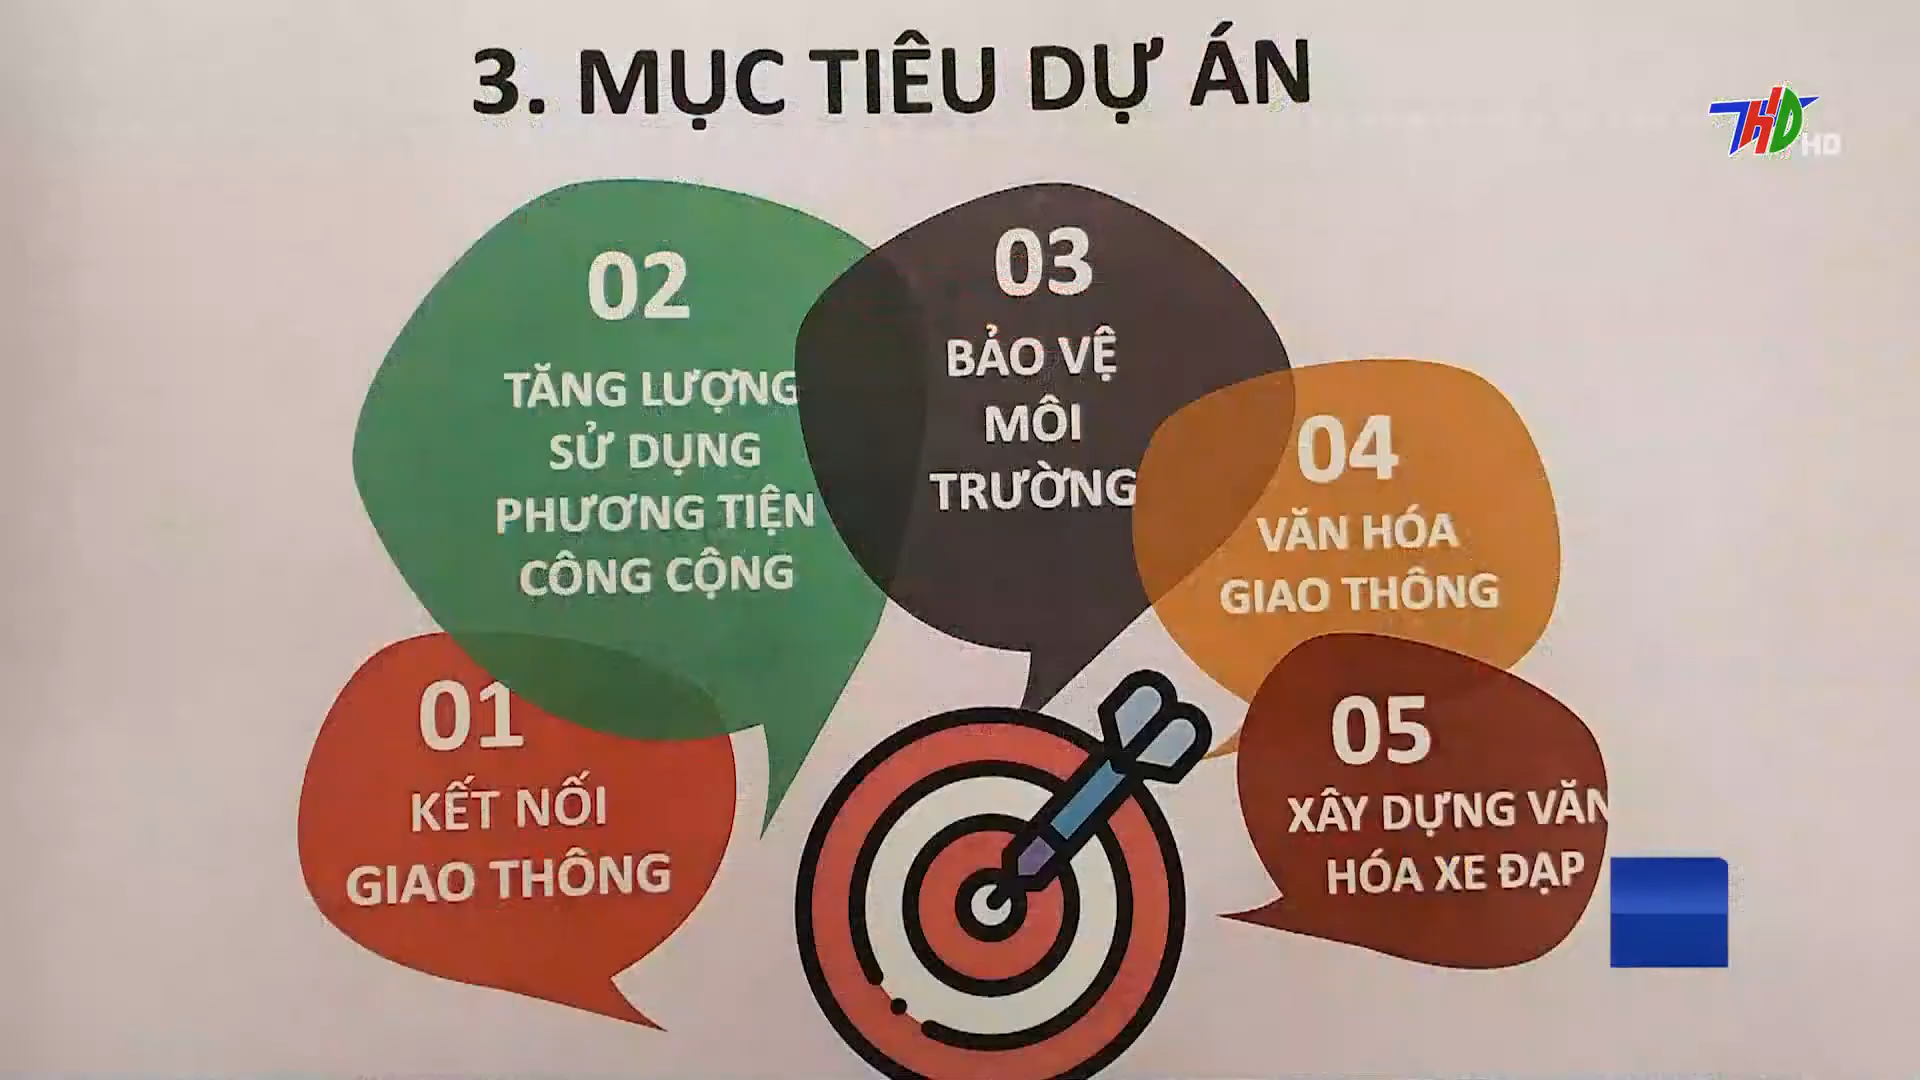 3. MỤC TIÊU DỰ ÁN
THD HD
01
KẾT NỐI
GIAO THÔNG
02
TĂNG LƯỢNG
SỬ DỤNG
PHƯƠNG TIỆN
CÔNG CỘNG
03
BẢO VỆ
MÔI
TRƯỜNG
04
VĂN HÓA
GIAO THÔNG
05
XÂY DỰNG VĂN
HÓA XE ĐẠP